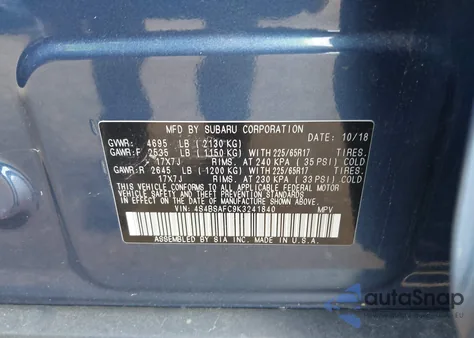 MFD BY SUBARU CORPORATION DATE: 10/18
GVWR: 4695 LB (2130 KG)
GAWR:F 2535 LB (1150 KG) WITH 225/65R17 TIRES.
17X7J RIMS. AT 240 KPA (35 PSI) COLD
GAWR:R 2645 LB (1200 KG) WITH 225/65R17 TIRES.
17X7J RIMS. AT 230 KPA (33 PSI) COLD
THIS VEHICLE CONFORMS TO ALL APPLICABLE FEDERAL MOTOR
VEHICLE SAFETY AND THEFT PREVENTION STANDARDS IN
EFFECT ON THE DATE OF MANUFACTURE SHOWN ABOVE.
VIN: 4S4BSAFC9K3241840 MPV
ASSEMBLED BY SIA INC. MADE IN U.S.A.
autoSnap